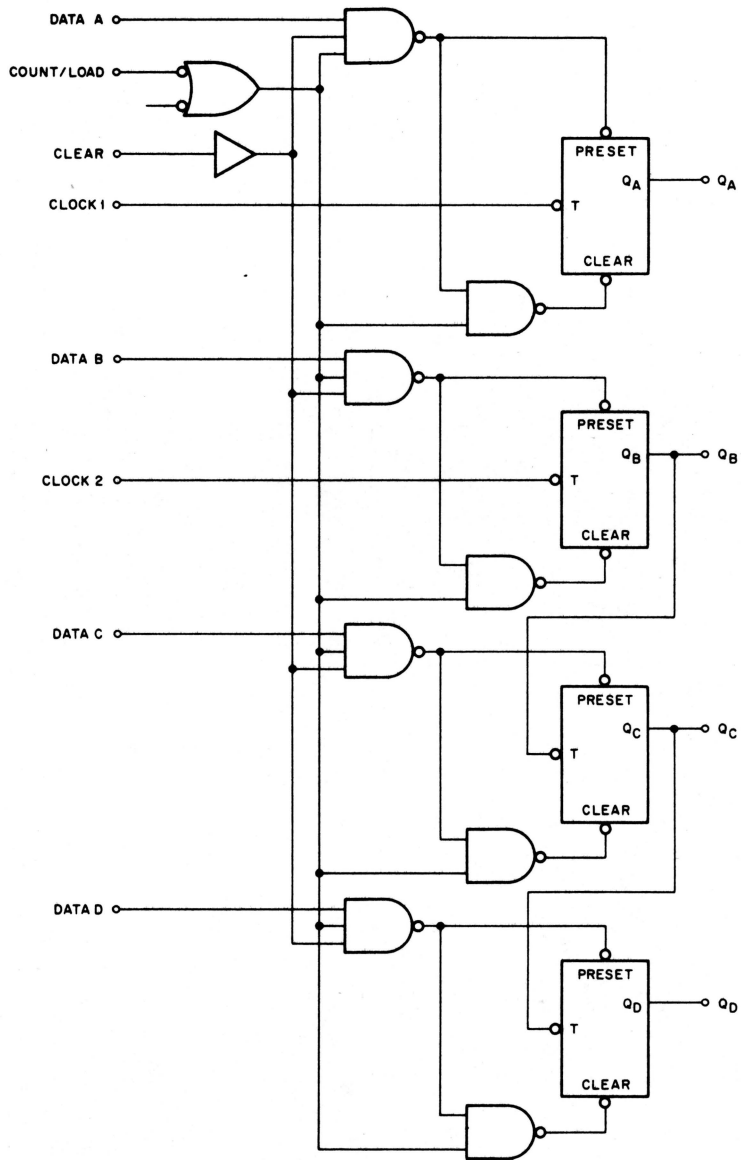 DATA A
COUNT/LOAD
CLEAR
PRESET
QA
QA
CLOCK 1
T
CLEAR
DATA B
PRESET
QB
QB
CLOCK 2
T
CLEAR
DATA C
PRESET
QC
QC
T
CLEAR
DATA D
PRESET
QD
QD
T
CLEAR